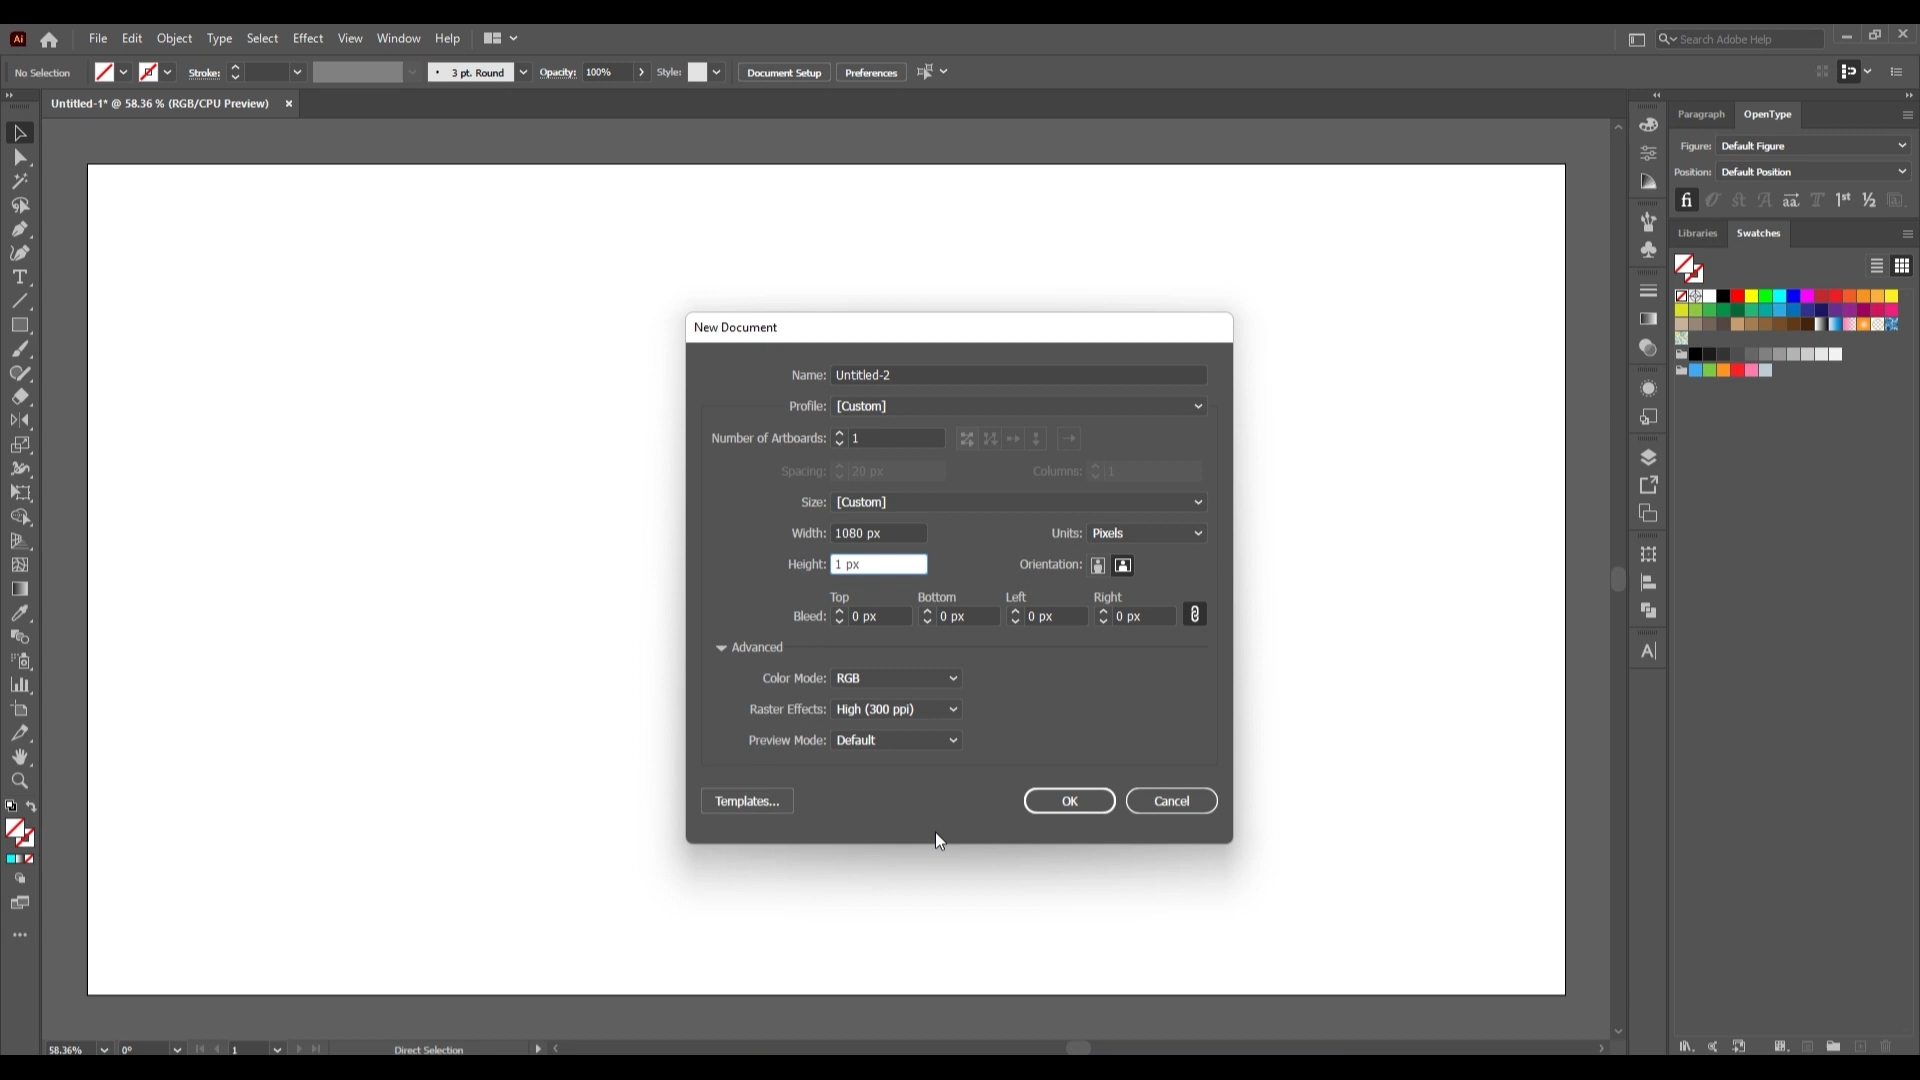 Ai File Edit Object Type Select Effect View Window Help Search Adobe Help
No Selection Stroke: 3 pt. Round Opacity: 100% Style: Document Setup Preferences
Untitled-1* @ 58.36 % (RGB/CPU Preview)
Paragraph OpenType
Figure: Default Figure
Position: Default Position
Libraries Swatches
New Document
Name: Untitled-2
Profile: [Custom]
Number of Artboards: 1
Spacing: 20 px Columns: 1
Size: [Custom]
Width: 1080 px Units: Pixels
Height: 1 px Orientation:
Top Bottom Left Right
Bleed: 0 px 0 px 0 px 0 px
Advanced
Color Mode: RGB
Raster Effects: High (300 ppi)
Preview Mode: Default
Templates... OK Cancel
58.36% 0° 1 Direct Selection